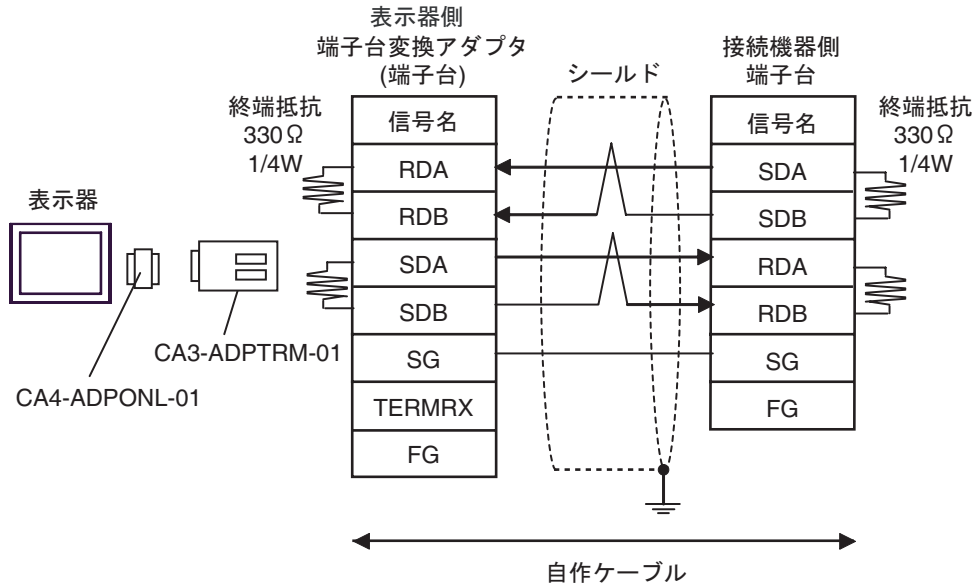 表示器側
端子台変換アダプタ
(端子台)
シールド
接続機器側
端子台
終端抵抗
330Ω
1/4W
信号名
RDA
RDB
SDA
SDB
SG
TERMRX
FG
信号名
SDA
SDB
RDA
RDB
SG
FG
終端抵抗
330Ω
1/4W
表示器
CA3-ADPTRM-01
CA4-ADPONL-01
自作ケーブル